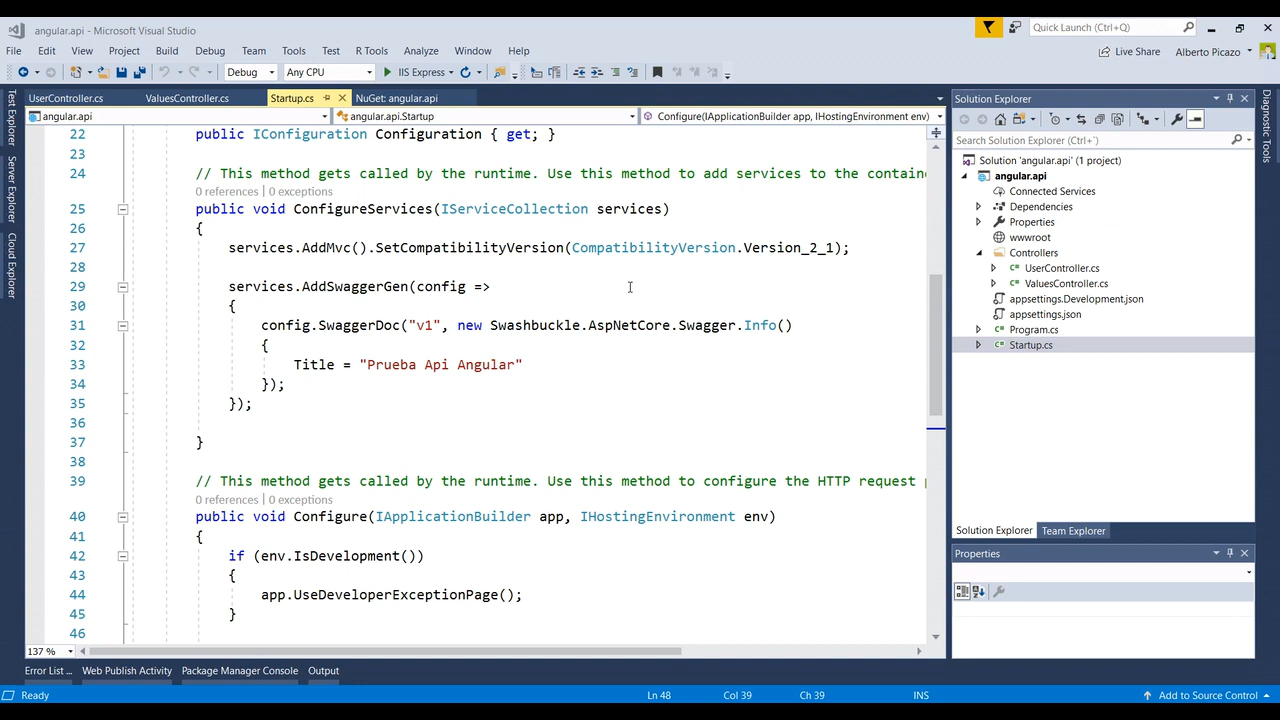 angular.api - Microsoft Visual Studio
Quick Launch (Ctrl+Q)
File Edit View Project Build Debug Team Tools Test R Tools Analyze Window Help
Live Share
Alberto Picazo
Debug
Any CPU
IIS Express
UserController.cs
ValuesController.cs
Startup.cs
NuGet: angular.api
angular.api
angular.api.Startup
Configure(IApplicationBuilder app, IHostingEnvironment env)
Test Explorer
Server Explorer
Cloud Explorer
22 public IConfiguration Configuration { get; }
23
24 // This method gets called by the runtime. Use this method to add services to the containe
0 references | 0 exceptions
25 public void ConfigureServices(IServiceCollection services)
26 {
27 services.AddMvc().SetCompatibilityVersion(CompatibilityVersion.Version_2_1);
28
29 services.AddSwaggerGen(config =>
30 {
31 config.SwaggerDoc("v1", new Swashbuckle.AspNetCore.Swagger.Info()
32 {
33 Title = "Prueba Api Angular"
34 });
35 });
36
37 }
38
39 // This method gets called by the runtime. Use this method to configure the HTTP request p
0 references | 0 exceptions
40 public void Configure(IApplicationBuilder app, IHostingEnvironment env)
41 {
42 if (env.IsDevelopment())
43 {
44 app.UseDeveloperExceptionPage();
45 }
46
137 %
Solution Explorer
Search Solution Explorer (Ctrl+´)
Solution 'angular.api' (1 project)
angular.api
Connected Services
Dependencies
Properties
wwwroot
Controllers
UserController.cs
ValuesController.cs
appsettings.Development.json
appsettings.json
Program.cs
Startup.cs
Solution Explorer
Team Explorer
Properties
Diagnostic Tools
Error List ...
Web Publish Activity
Package Manager Console
Output
Ready
Ln 48
Col 39
Ch 39
INS
Add to Source Control